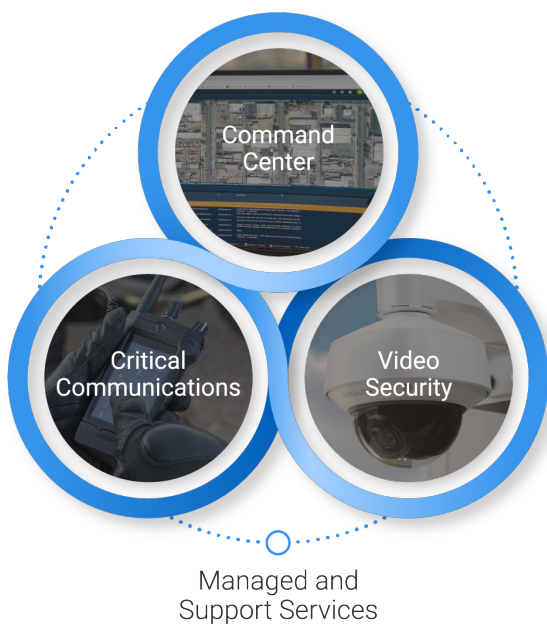 Command
Center
Critical
Communications
Video
Security
Managed and
Support Services